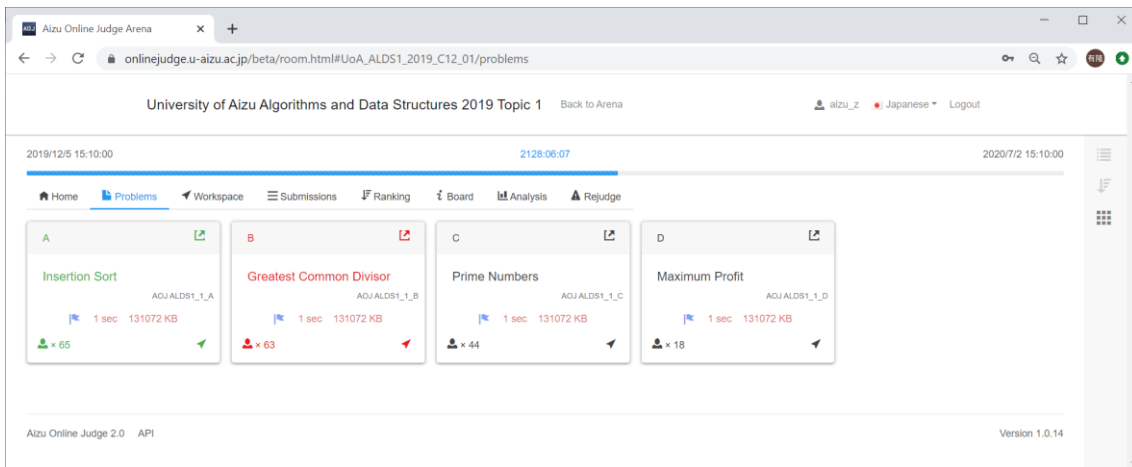 AOJ Aizu Online Judge Arena
onlinejudge.u-aizu.ac.jp/beta/room.html#UoA_ALDS1_2019_C12_01/problems 有隆
University of Aizu Algorithms and Data Structures 2019 Topic 1 Back to Arena aizu_z Japanese Logout
2019/12/5 15:10:00 2128:06:07 2020/7/2 15:10:00
Home Problems Workspace Submissions Ranking Board Analysis Rejudge
A B C D
Insertion Sort Greatest Common Divisor Prime Numbers Maximum Profit
AOJ ALDS1_1_A AOJ ALDS1_1_B AOJ ALDS1_1_C AOJ ALDS1_1_D
1 sec 131072 KB 1 sec 131072 KB 1 sec 131072 KB 1 sec 131072 KB
× 65 × 63 × 44 × 18
Aizu Online Judge 2.0 API Version 1.0.14